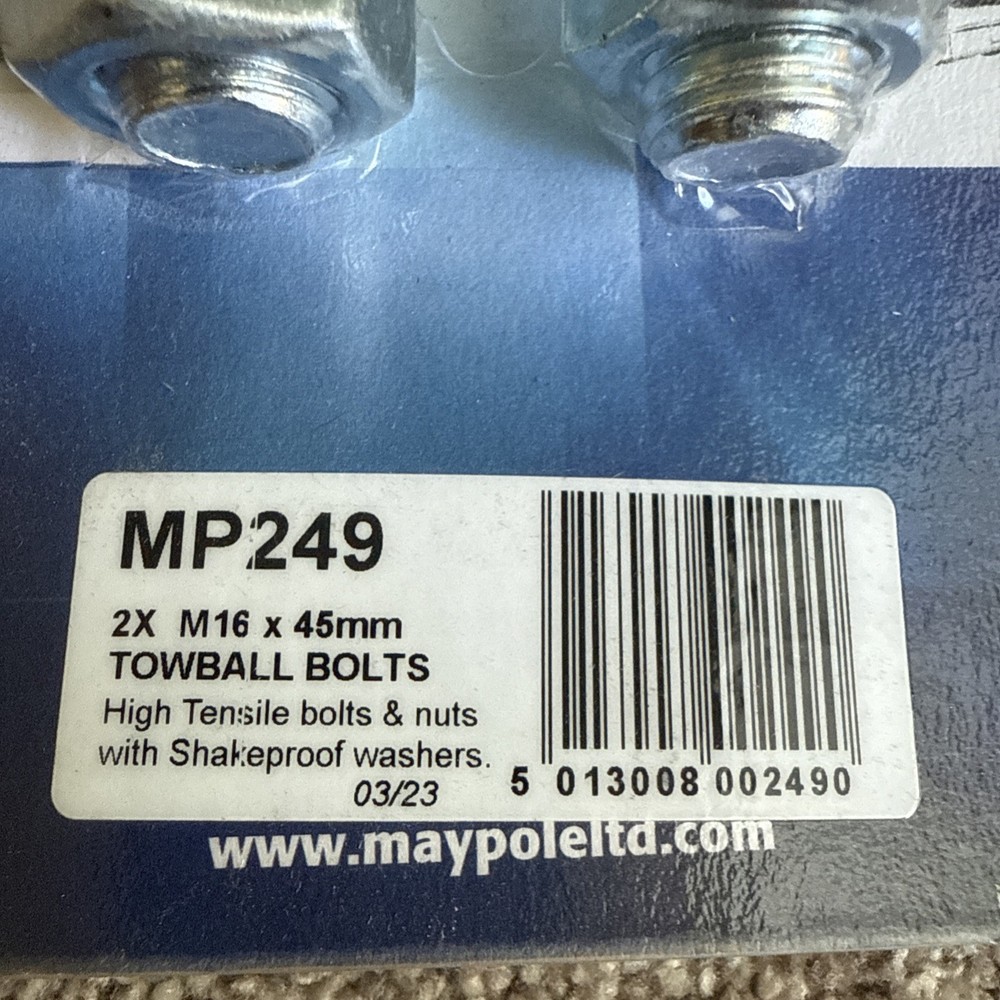 MP249
2X M16 x 45mm
TOWBALL BOLTS
High Tensile bolts & nuts
with Shakeproof washers.
03/23
5 013008 002490
www.maypoleltd.com